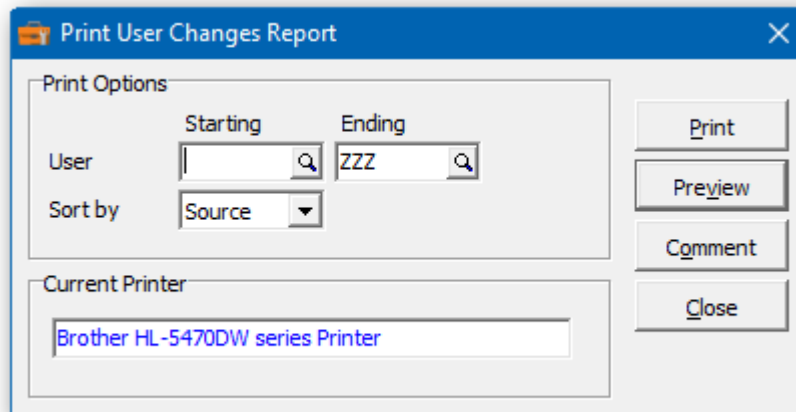 Print User Changes Report
Print Options
Starting Ending
User ZZZ
Sort by Source
Print
Preview
Comment
Close
Current Printer
Brother HL-5470DW series Printer